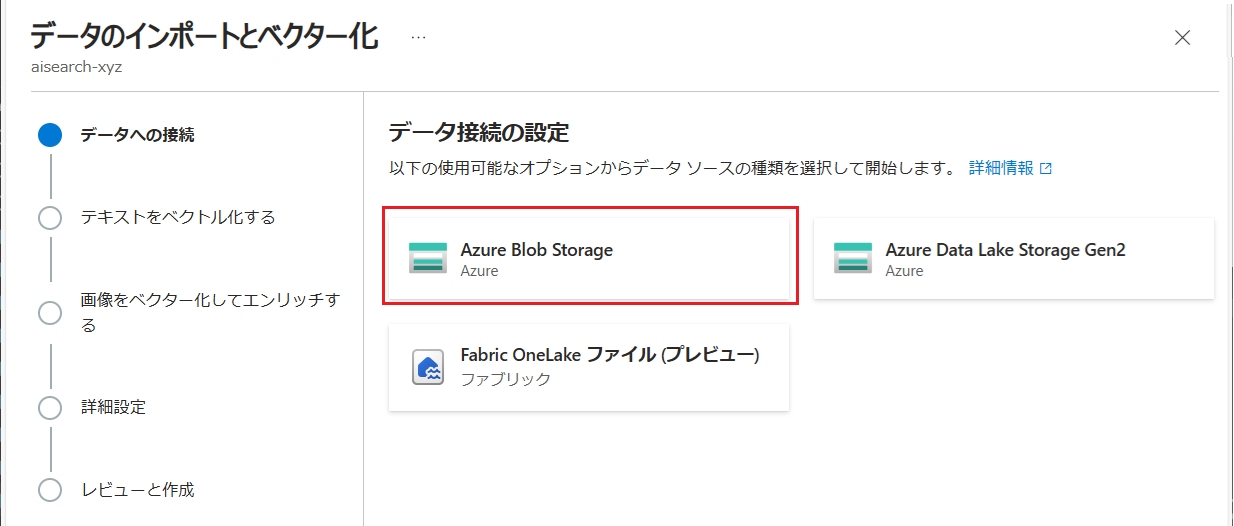 データのインポートとベクター化 …
aisearch-xyz
データへの接続
テキストをベクトル化する
画像をベクター化してエンリッチす
る
詳細設定
レビューと作成
データ接続の設定
以下の使用可能なオプションからデータ ソースの種類を選択して開始します。 詳細情報
Azure Blob Storage
Azure
Azure Data Lake Storage Gen2
Azure
Fabric OneLake ファイル (プレビュー)
ファブリック